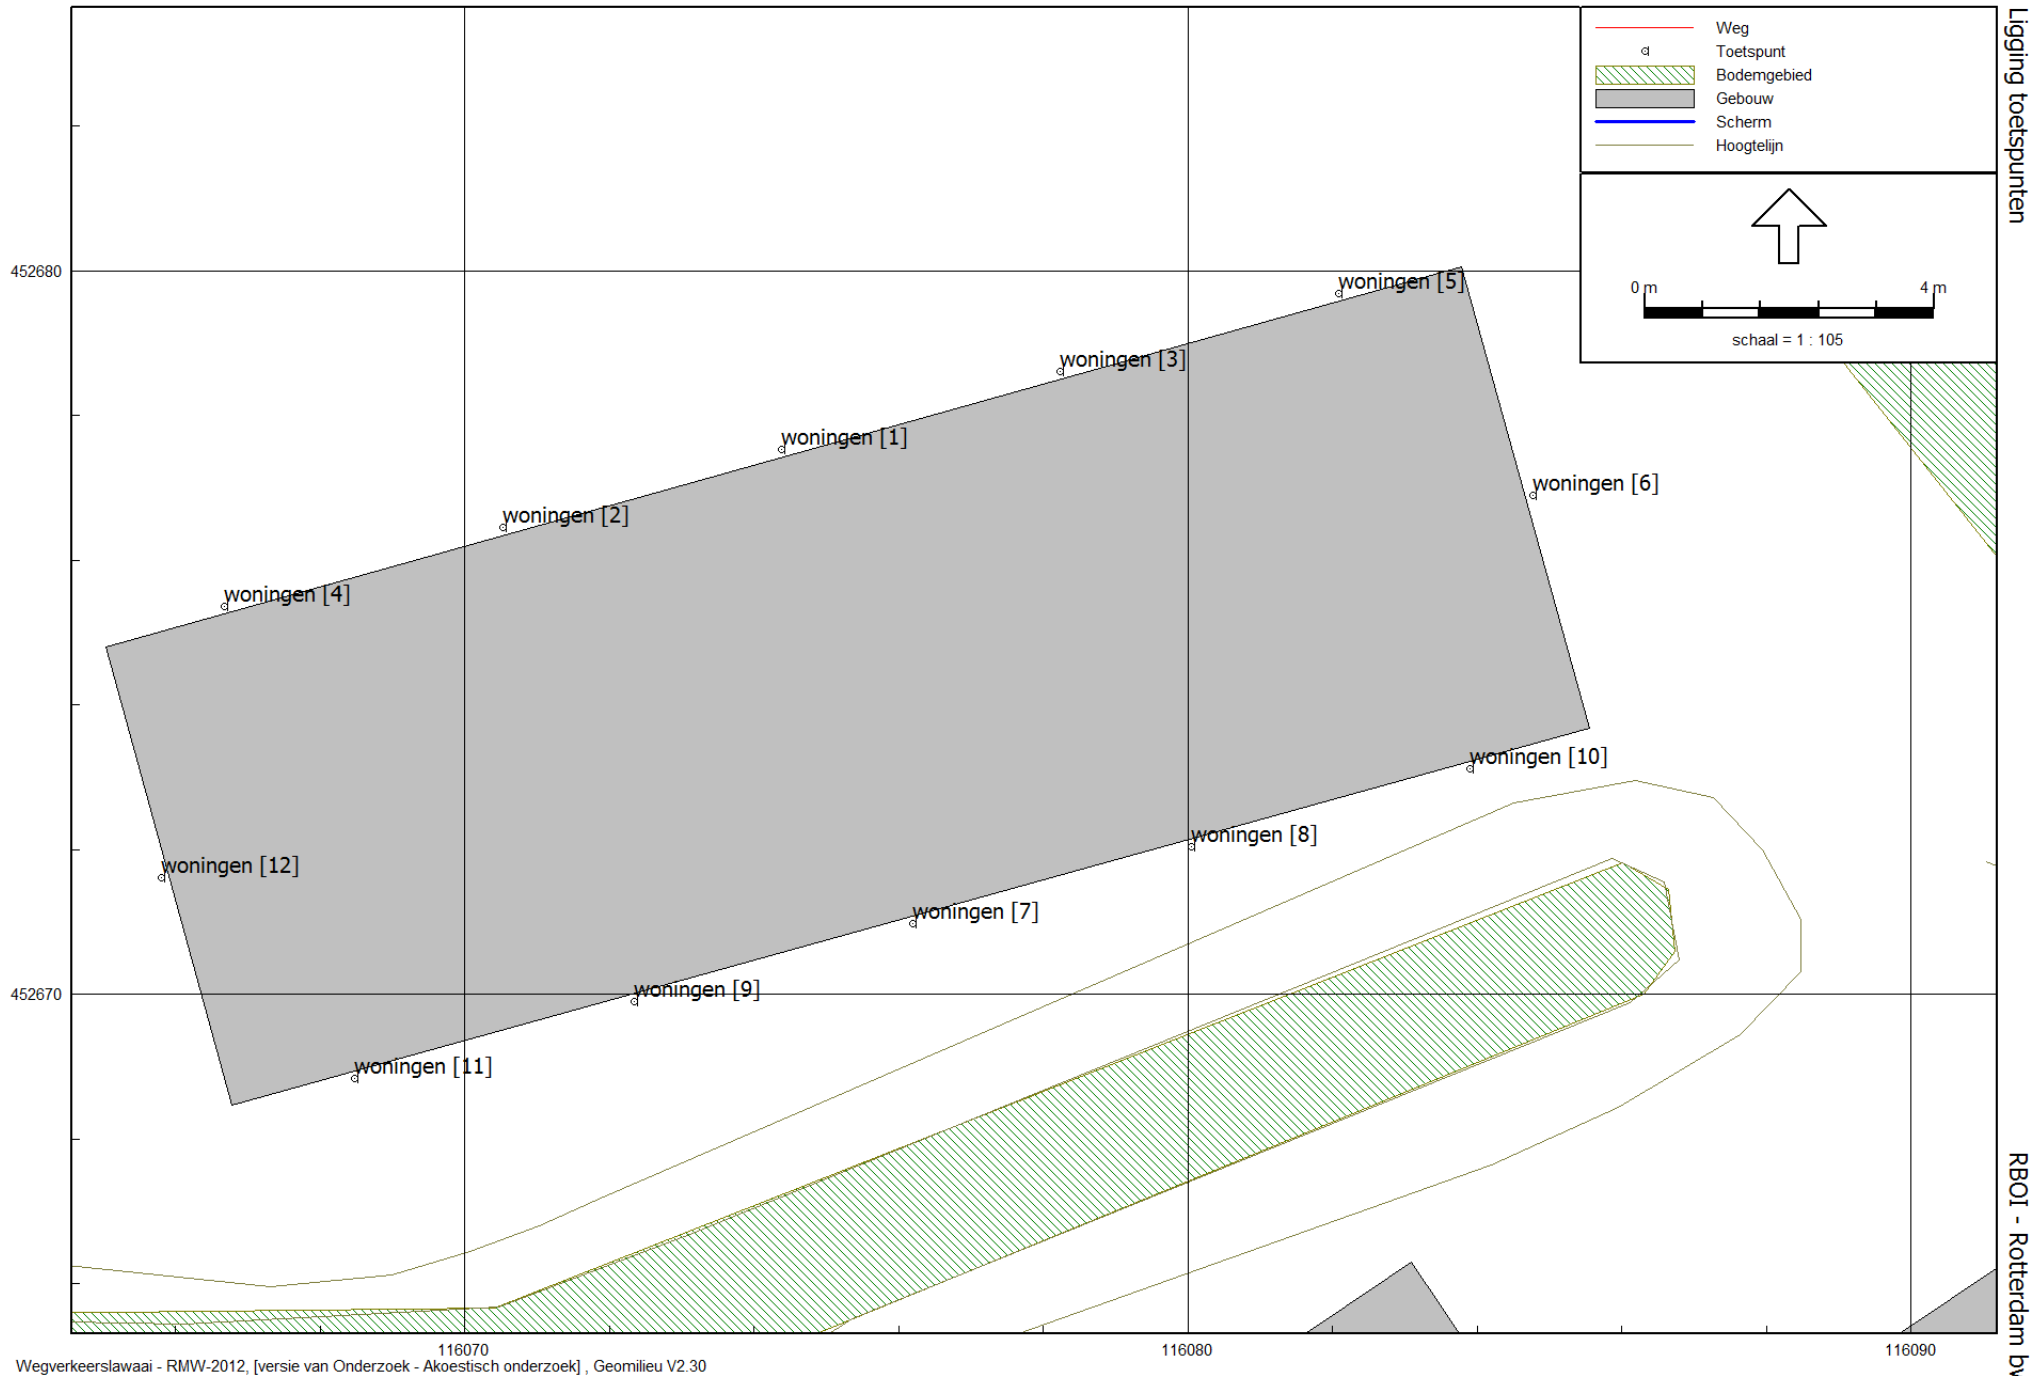 Weg
Toetspunt
Bodemgebied
Gebouw
Scherm
Hoogtelijn
Ligging toetspunten
0 m
4 m
schaal = 1 : 105
452680
woningen [5]
woningen [3]
woningen [1]
woningen [6]
woningen [2]
woningen [4]
woningen [10]
woningen [8]
woningen [12]
woningen [7]
452670
woningen [9]
woningen [11]
RBOI - Rotterdam bv
116070
116080
116090
Wegverkeerslawaai - RMW-2012, [versie van Onderzoek - Akoestisch onderzoek] , Geomilieu V2.30